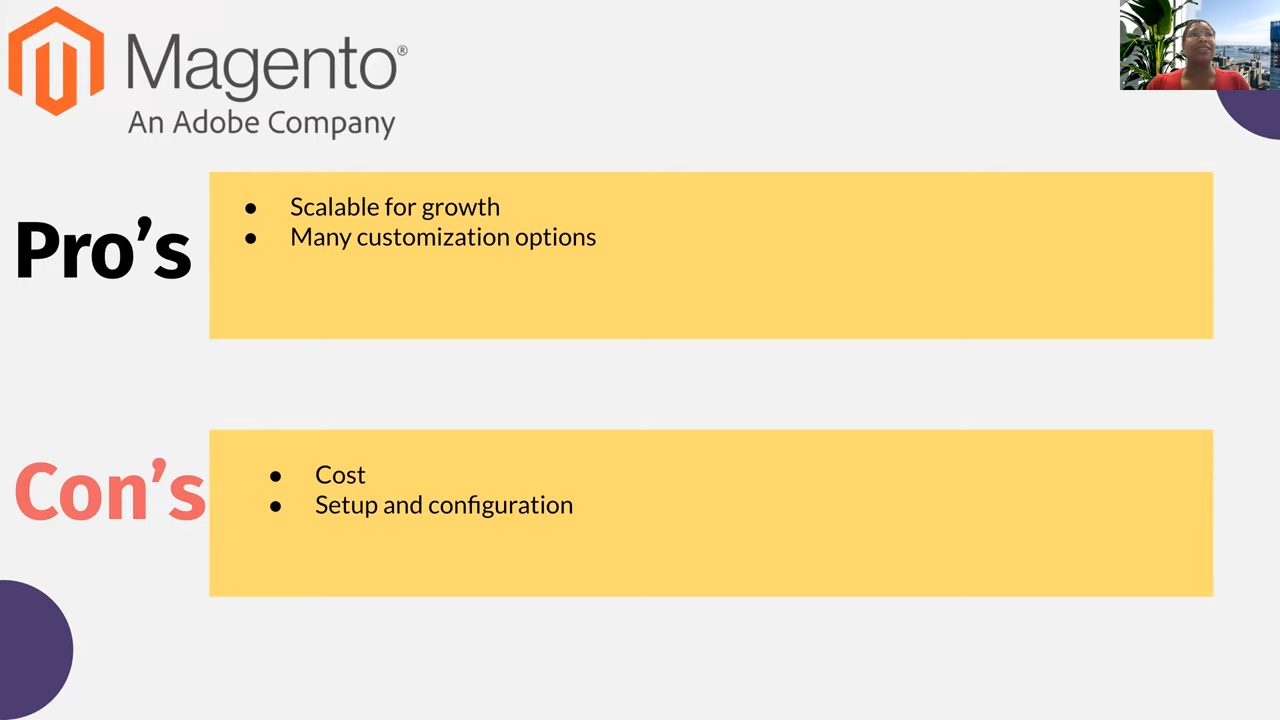 Magento®
An Adobe Company
Pro’s
● Scalable for growth
● Many customization options
Con’s
● Cost
● Setup and configuration